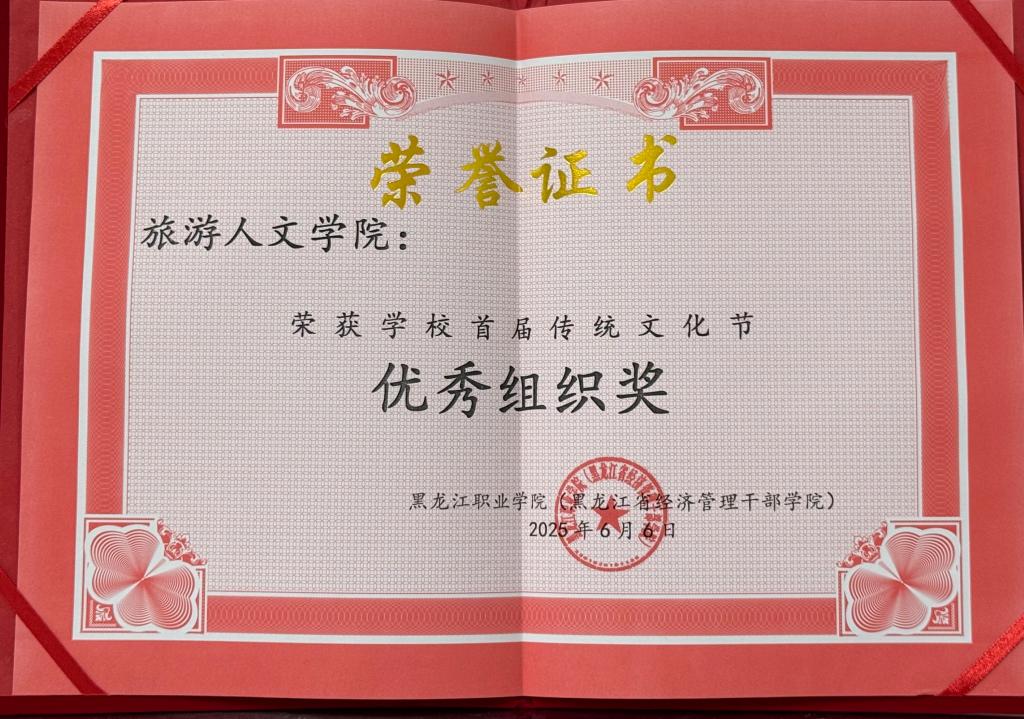 荣誉证书
旅游人文学院：
荣获学校首届传统文化节
优秀组织奖
黑龙江职业学院（黑龙江省经济管理干部学院）
2025年6月6日